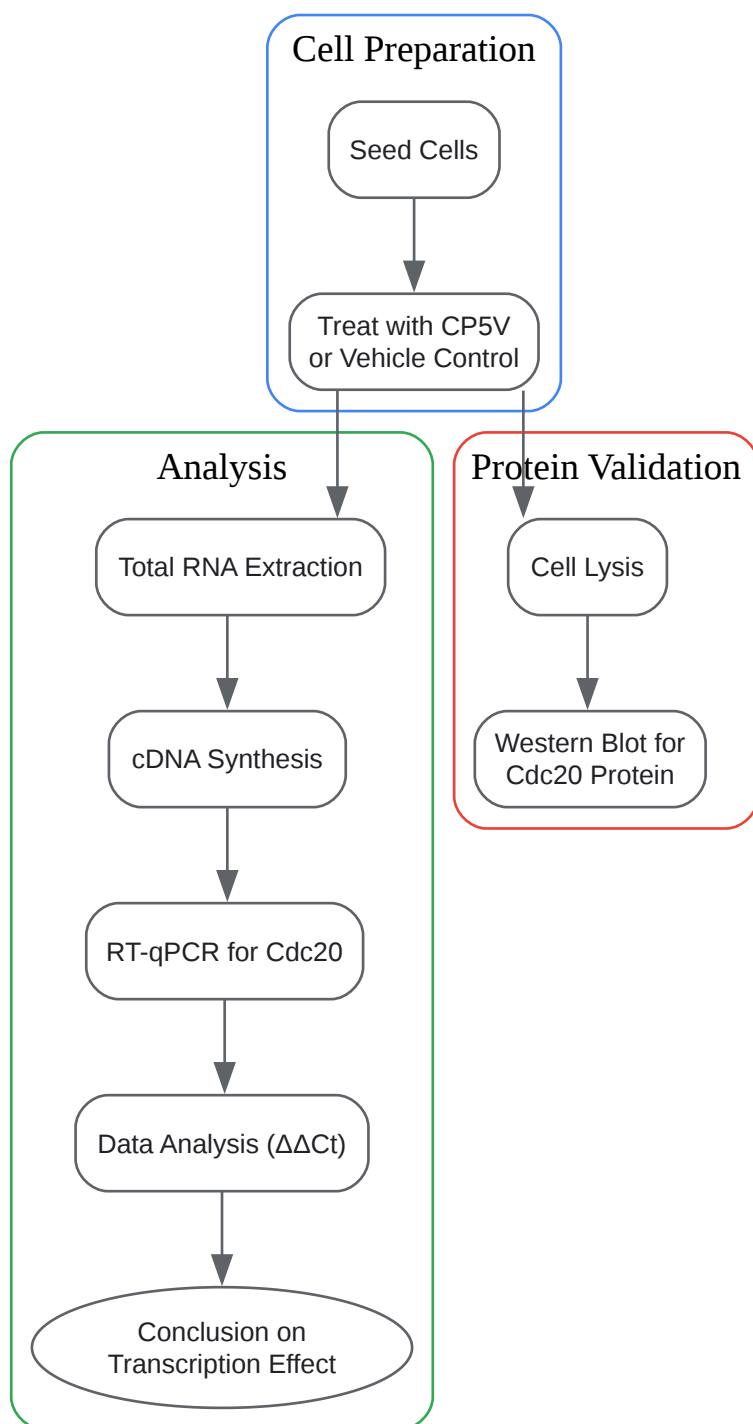 Cell Preparation
Seed Cells
Treat with CP5V
or Vehicle Control
Analysis
Total RNA Extraction
cDNA Synthesis
RT-qPCR for Cdc20
Data Analysis (ΔΔCt)
Conclusion on
Transcription Effect
Protein Validation
Cell Lysis
Western Blot for
Cdc20 Protein